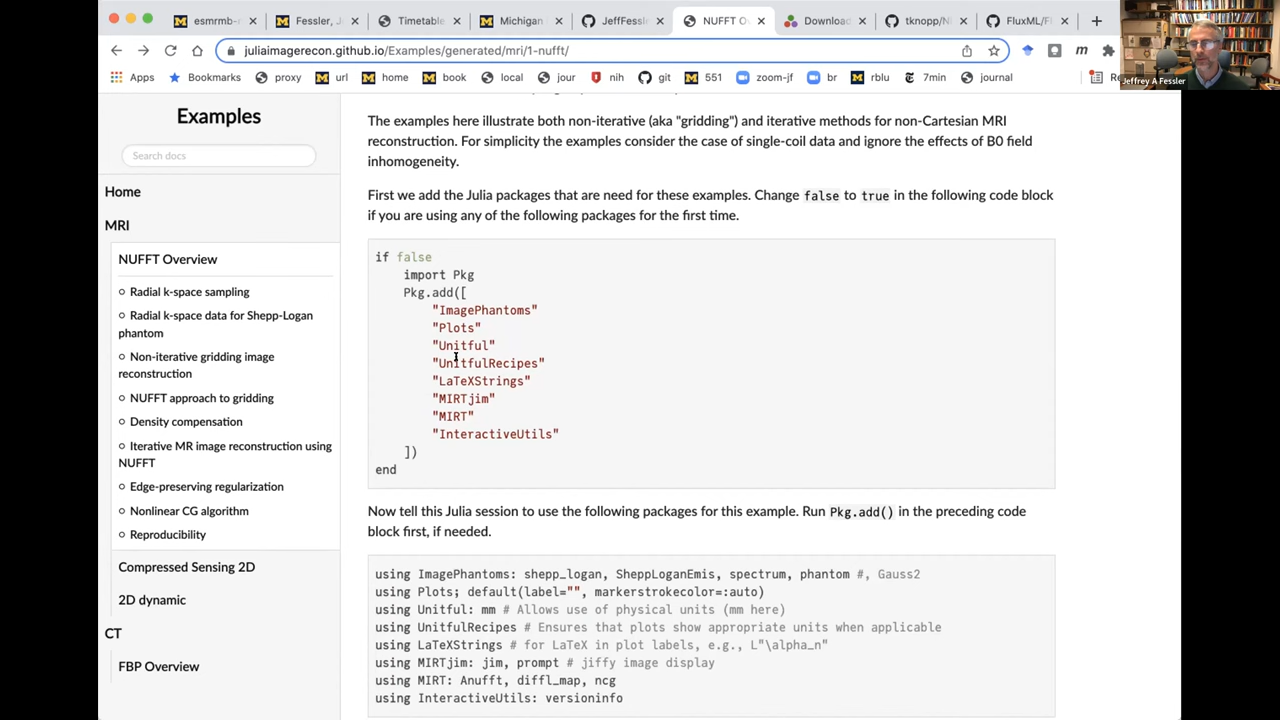 esmrmb-r
Fessler, J
Timetable
Michigan
JeffFessle
NUFFT O
Download
tknopp/Ni
FluxML/Fl
juliaimagerecon.github.io/Examples/generated/mri/1-nufft/
Apps
Bookmarks
proxy
url
home
book
local
jour
nih
git
551
zoom-jf
br
rblu
7min
journal
Jeffrey A Fessler
Examples
Search docs
Home
MRI
NUFFT Overview
Radial k-space sampling
Radial k-space data for Shepp-Logan
phantom
Non-iterative gridding image
reconstruction
NUFFT approach to gridding
Density compensation
Iterative MR image reconstruction using
NUFFT
Edge-preserving regularization
Nonlinear CG algorithm
Reproducibility
Compressed Sensing 2D
2D dynamic
CT
FBP Overview
The examples here illustrate both non-iterative (aka "gridding") and iterative methods for non-Cartesian MRI
reconstruction. For simplicity the examples consider the case of single-coil data and ignore the effects of B0 field
inhomogeneity.
First we add the Julia packages that are need for these examples. Change false to true in the following code block
if you are using any of the following packages for the first time.
if false
import Pkg
Pkg.add([
"ImagePhantoms"
"Plots"
"Unitful"
"UnitfulRecipes"
"LaTeXStrings"
"MIRTjim"
"MIRT"
"InteractiveUtils"
])
end
Now tell this Julia session to use the following packages for this example. Run Pkg.add() in the preceding code
block first, if needed.
using ImagePhantoms: shepp_logan, SheppLoganEmis, spectrum, phantom #, Gauss2
using Plots; default(label="", markerstrokecolor=:auto)
using Unitful: mm # Allows use of physical units (mm here)
using UnitfulRecipes # Ensures that plots show appropriate units when applicable
using LaTeXStrings # for LaTeX in plot labels, e.g., L"\alpha_n"
using MIRTjim: jim, prompt # jiffy image display
using MIRT: Anufft, diffl_map, ncg
using InteractiveUtils: versioninfo